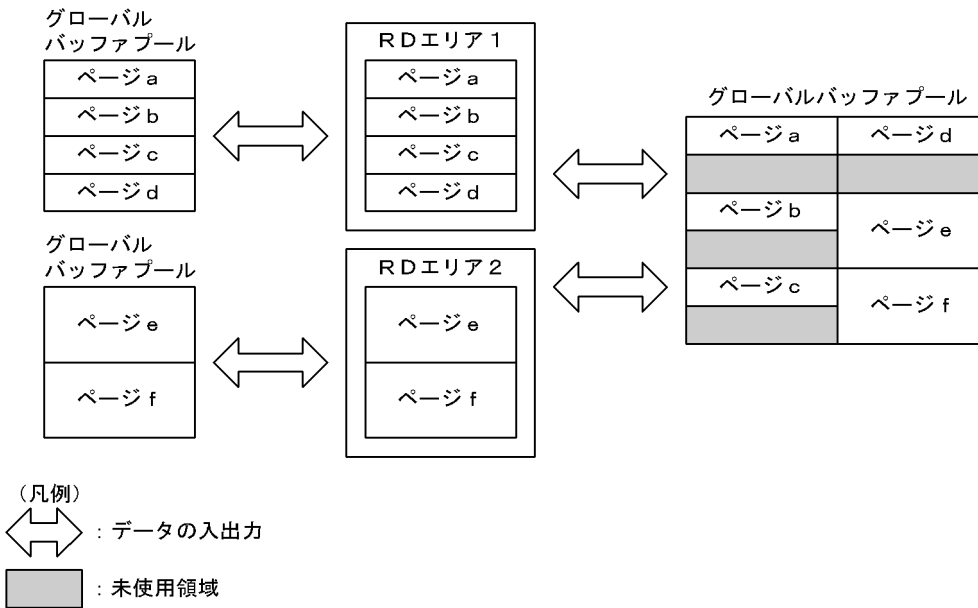 グローバル
バッファプール
ページa
ページb
ページc
ページd
RDエリア1
ページa
ページb
ページc
ページd
グローバル
バッファプール
ページe
ページf
RDエリア2
ページe
ページf
グローバルバッファプール
ページa
ページd
ページb
ページe
ページc
ページf
(凡例)
:データの入出力
:未使用領域